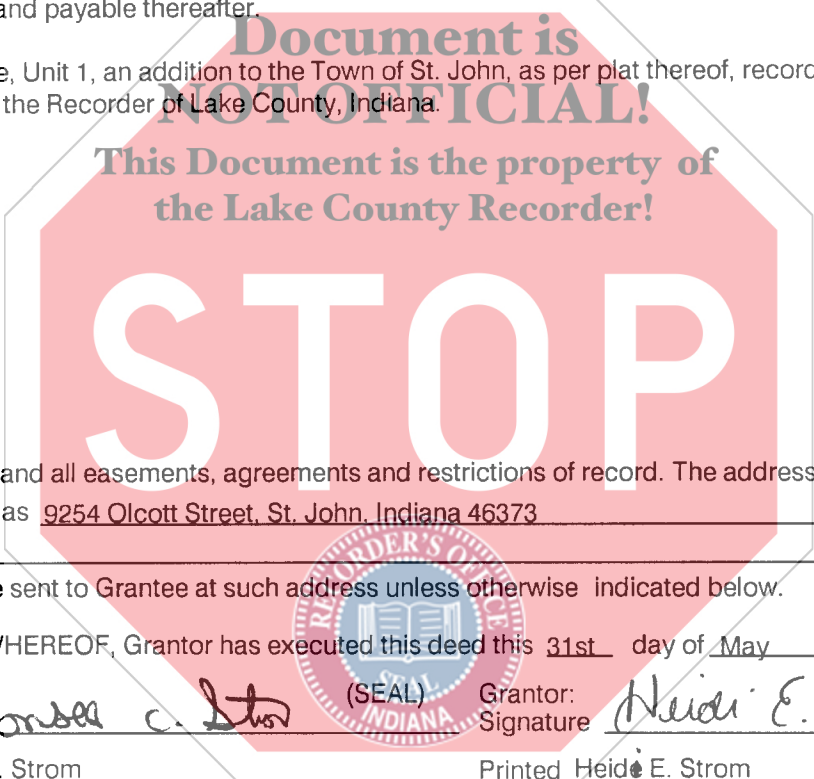 and payable thereafter.
Document is
e, Unit 1, an addition to the Town of St. John, as per plat thereof, record
NOT OFFICIAL!
the Recorder of Lake County, Indiana.
This Document is the property of
the Lake County Recorder!
STOP
and all easements, agreements and restrictions of record. The address
as 9254 Olcott Street, St. John, Indiana 46373
RECORDER'S OFFICE
e sent to Grantee at such address unless otherwise indicated below.
WHEREOF, Grantor has executed this deed this 31st day of May
SEAL
C. Strom (SEAL) Grantor: Heidi E.
INDIANA Signature
. Strom Printed Heidi E. Strom